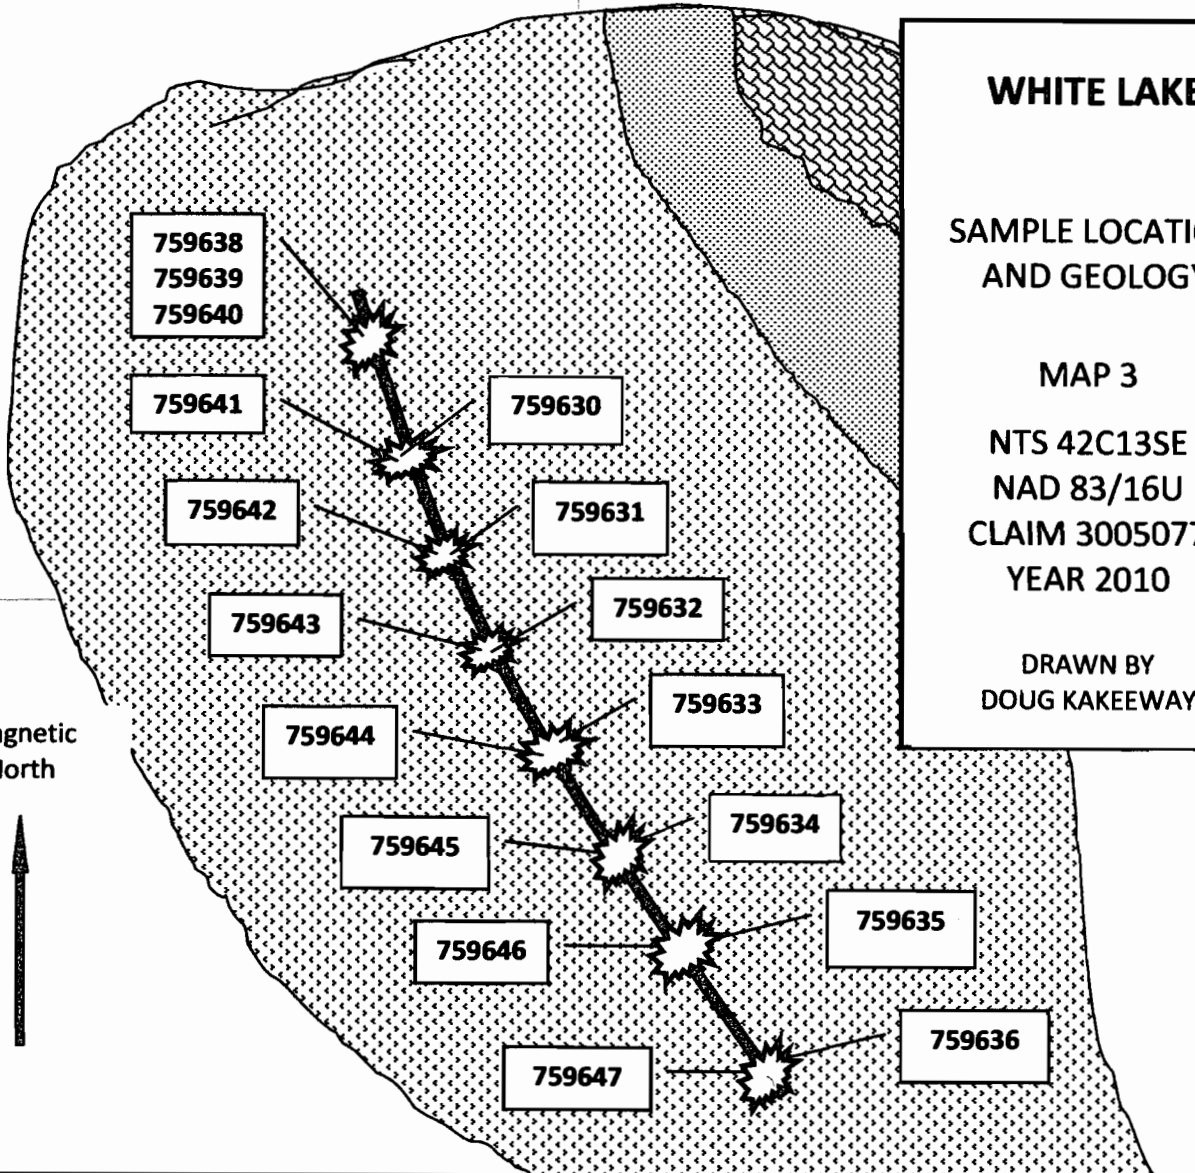 WHITE LAKE
SAMPLE LOCATIO
AND GEOLOGY
MAP 3
NTS 42C13SE
NAD 83/16U
CLAIM 3005077
YEAR 2010
DRAWN BY
DOUG KAKEEWAY
759638
759639
759640
759641
759630
759642
759631
759643
759632
759644
759633
759645
759634
759646
759635
759647
759636
gnetic
North